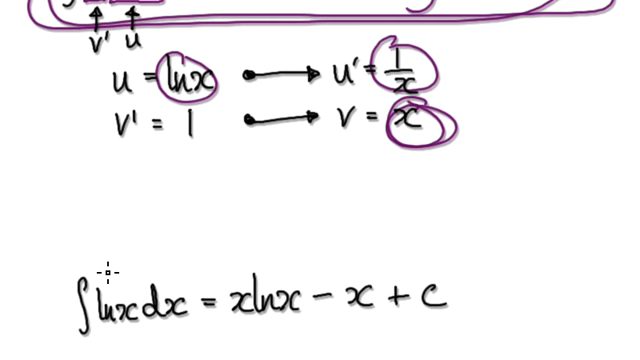 v' u
u = lnx → u' = 1/x
v' = 1 → v = x
∫lnx dx = xlnx − x + c